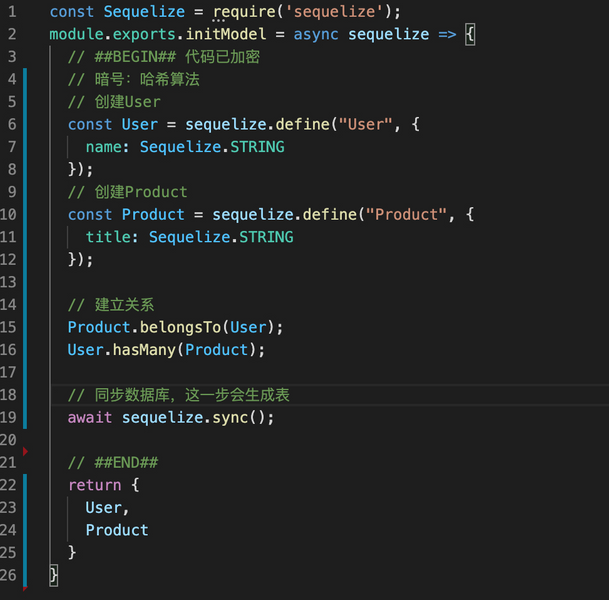 1 const Sequelize = require('sequelize');
2 module.exports.initModel = async sequelize => {
3 // ##BEGIN## 代码已加密
4 // 暗号：哈希算法
5 // 创建User
6 const User = sequelize.define("User", {
7 name: Sequelize.STRING
8 });
9 // 创建Product
10 const Product = sequelize.define("Product", {
11 title: Sequelize.STRING
12 });
13
14 // 建立关系
15 Product.belongsTo(User);
16 User.hasMany(Product);
17
18 // 同步数据库，这一步会生成表
19 await sequelize.sync();
20
21 // ##END##
22 return {
23 User,
24 Product
25 }
26 }